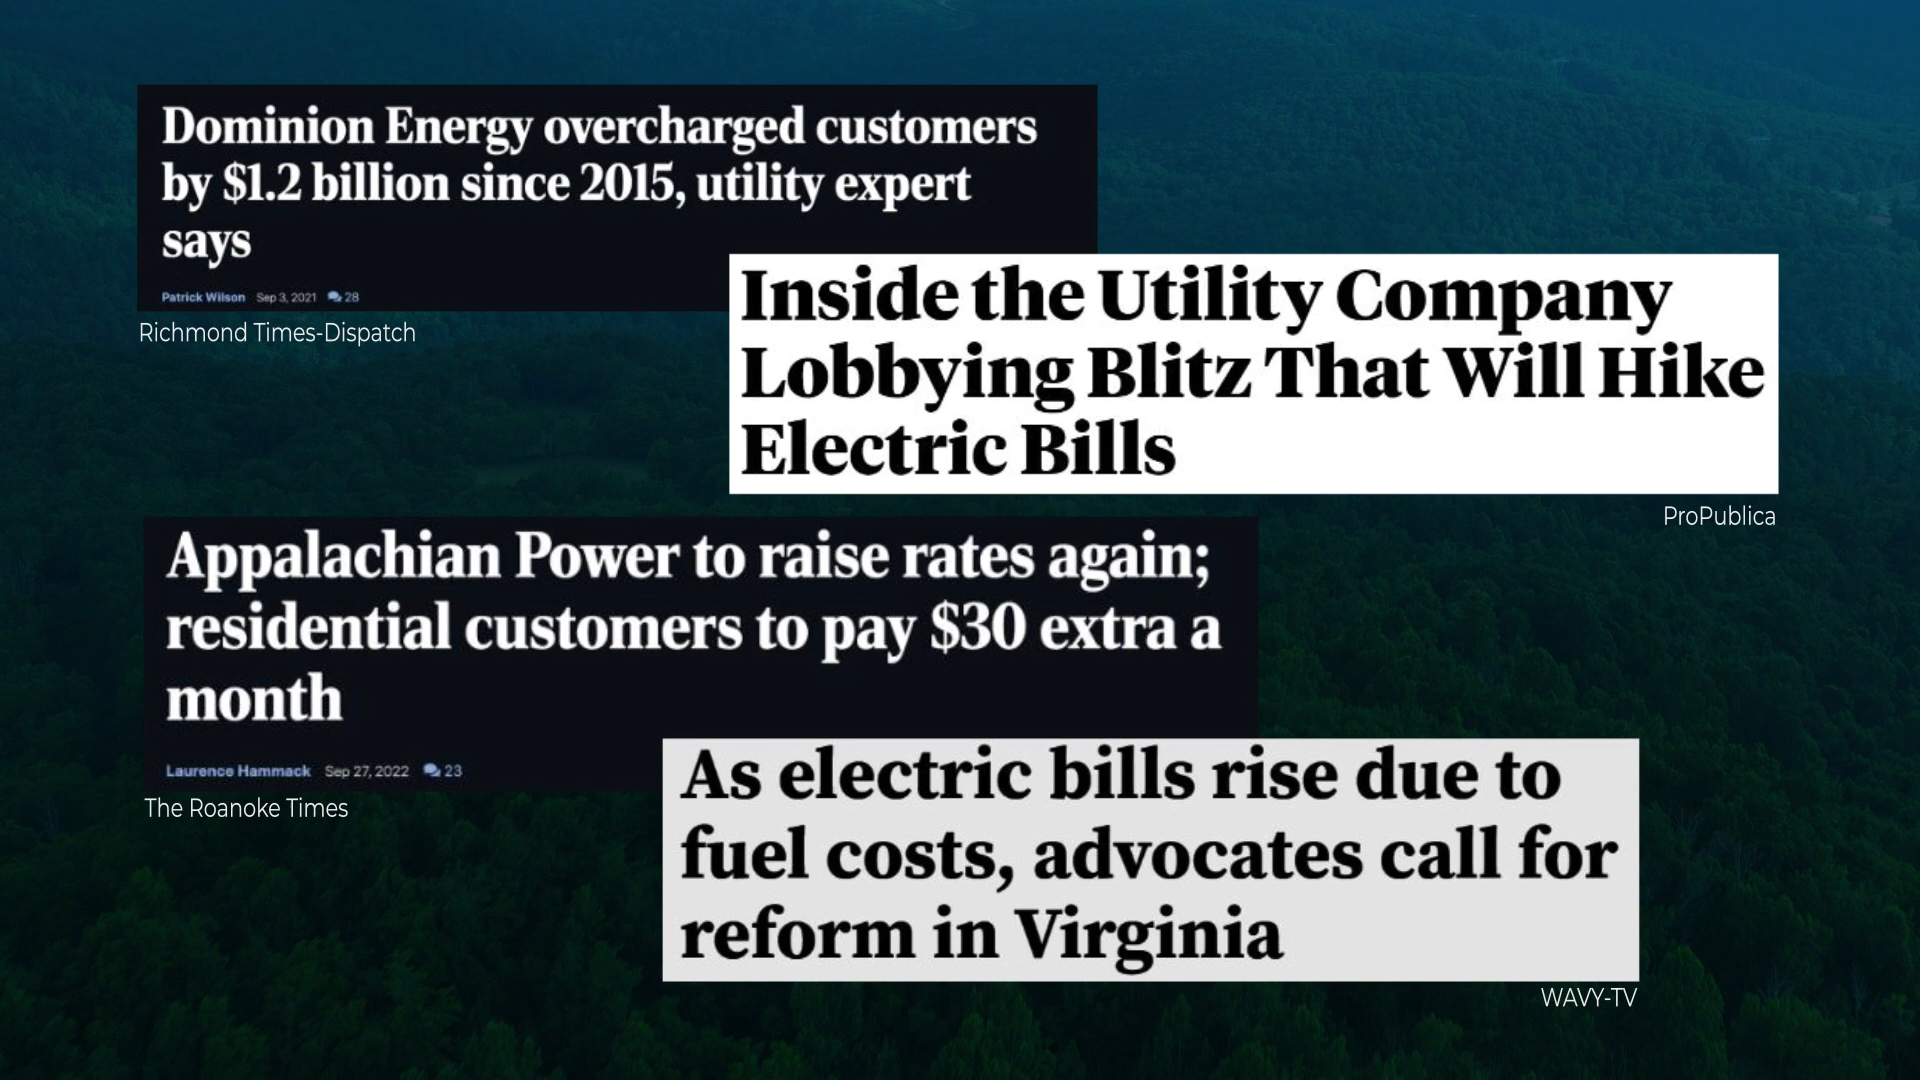 Dominion Energy overcharged customers
by $1.2 billion since 2015, utility expert
says
Patrick Wilson Sep 3, 2021 28
Richmond Times-Dispatch
Inside the Utility Company
Lobbying Blitz That Will Hike
Electric Bills
ProPublica
Appalachian Power to raise rates again;
residential customers to pay $30 extra a
month
Laurence Hammack Sep 27, 2022 23
The Roanoke Times
As electric bills rise due to
fuel costs, advocates call for
reform in Virginia
WAVY-TV